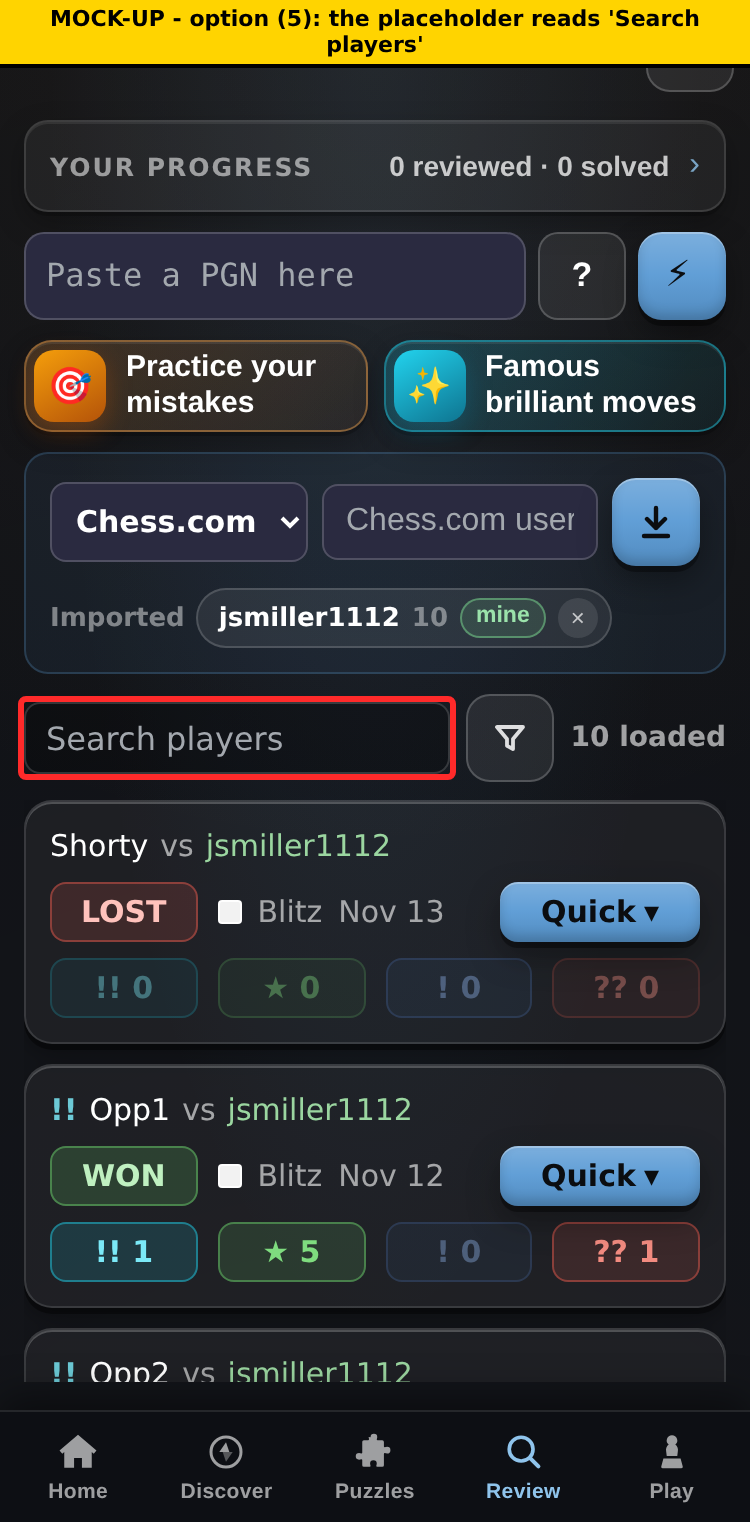 MOCK-UP - option (5): the placeholder reads 'Search
players'
YOUR PROGRESS 0 reviewed · 0 solved ›
Paste a PGN here ? ⚡
Practice your
mistakes
Famous
brilliant moves
Chess.com Chess.com user
Imported jsmiller1112 10 mine ×
Search players 10 loaded
Shorty vs jsmiller1112
LOST Blitz Nov 13 Quick ▾
!! 0 ★ 0 ! 0 ?? 0
!! Opp1 vs jsmiller1112
WON Blitz Nov 12 Quick ▾
!! 1 ★ 5 ! 0 ?? 1
!! Opp2 vs jsmiller1112
Home Discover Puzzles Review Play